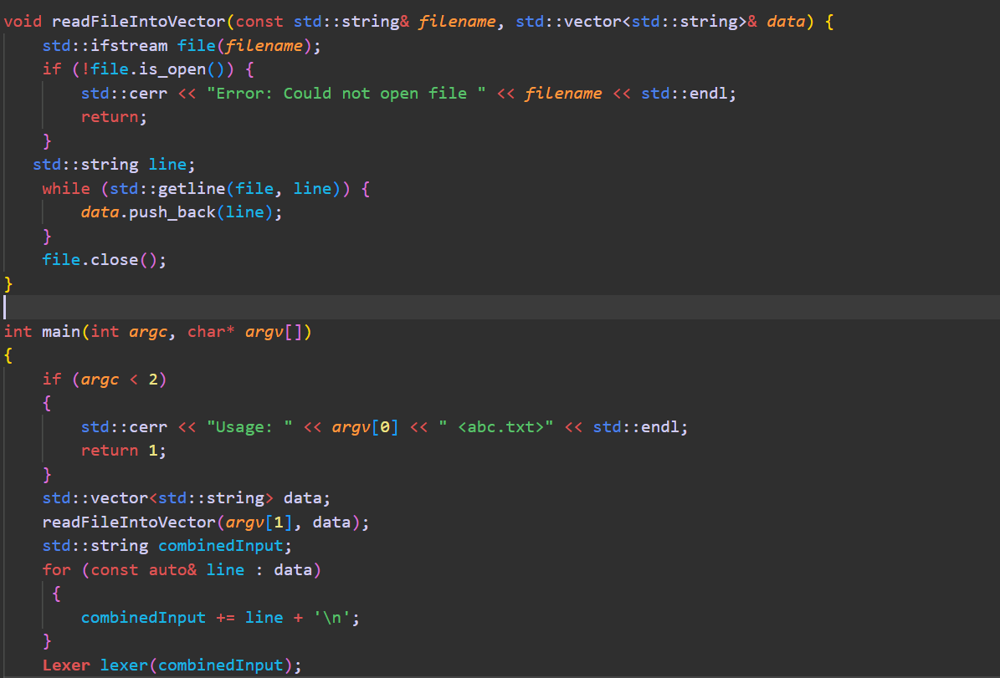 void readFileIntoVector(const std::string& filename, std::vector<std::string>& data) {
    std::ifstream file(filename);
    if (!file.is_open()) {
        std::cerr << "Error: Could not open file " << filename << std::endl;
        return;
    }
   std::string line;
    while (std::getline(file, line)) {
        data.push_back(line);
    }
    file.close();
}

int main(int argc, char* argv[])
{
    if (argc < 2)
    {
        std::cerr << "Usage: " << argv[0] << " <abc.txt>" << std::endl;
        return 1;
    }
    std::vector<std::string> data;
    readFileIntoVector(argv[1], data);
    std::string combinedInput;
    for (const auto& line : data)
     {
        combinedInput += line + '\n';
    }
    Lexer lexer(combinedInput);